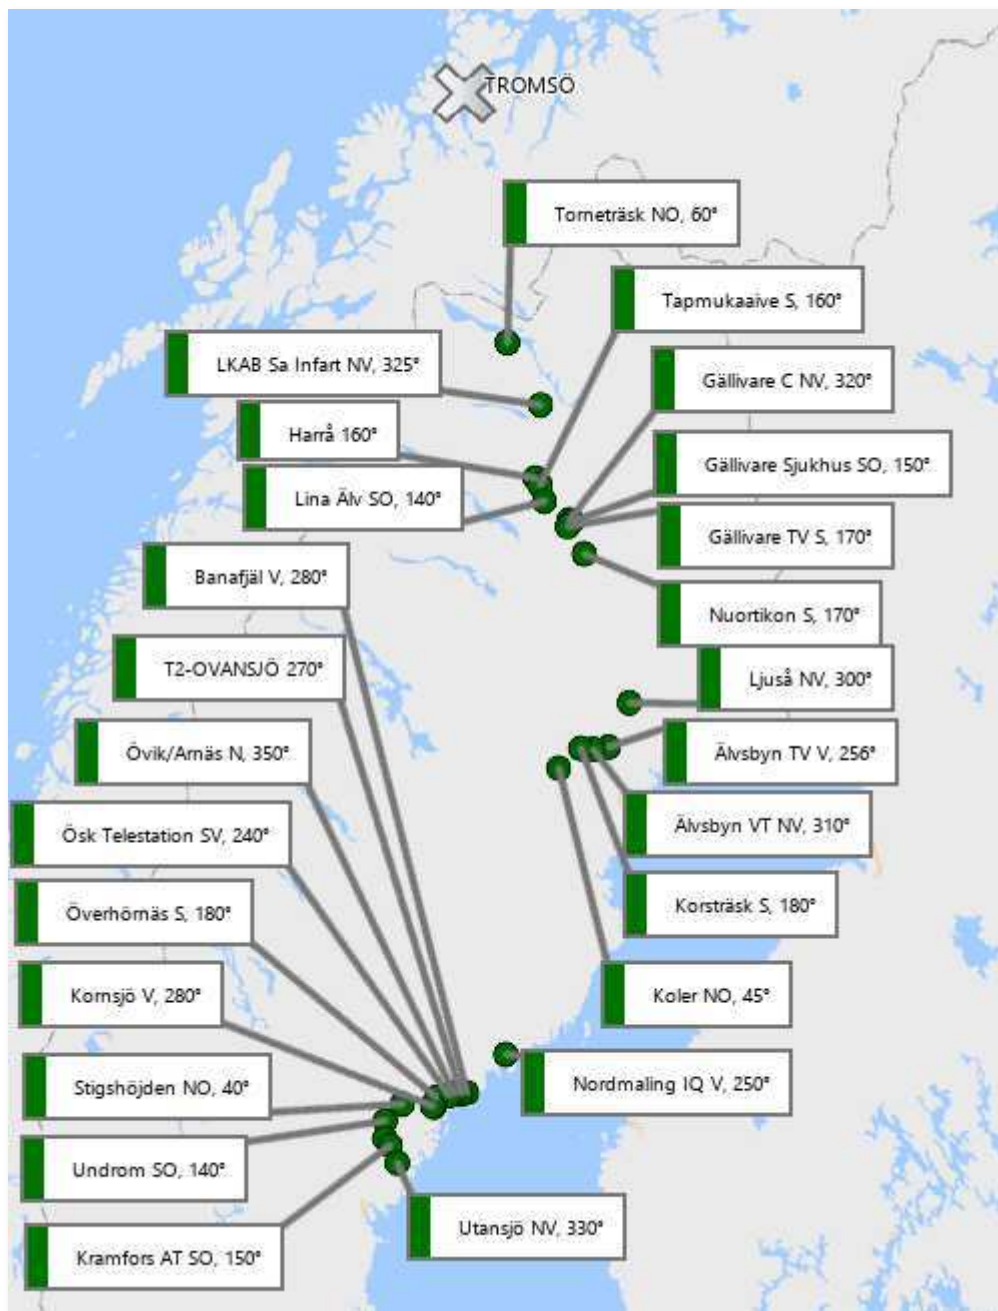 TROMSÖ
Torneträsk NO, 60°
Tapmukaaive S, 160°
LKAB Sa Infart NV, 325°
Gällivare C NV, 320°
Harrå 160°
Gällivare Sjukhus SO, 150°
Lina Älv SO, 140°
Gällivare TV S, 170°
Banafjäl V, 280°
Nuortikon S, 170°
T2-OVANSJÖ 270°
Ljuså NV, 300°
Övik/Arnäs N, 350°
Älvsbyn TV V, 256°
Ösk Telestation SV, 240°
Älvsbyn VT NV, 310°
Överhörnäs S, 180°
Korsträsk S, 180°
Kornsjö V, 280°
Koler NO, 45°
Stigshöjden NO, 40°
Nordmaling IQ V, 250°
Undrom SO, 140°
Utansjö NV, 330°
Kramfors AT SO, 150°